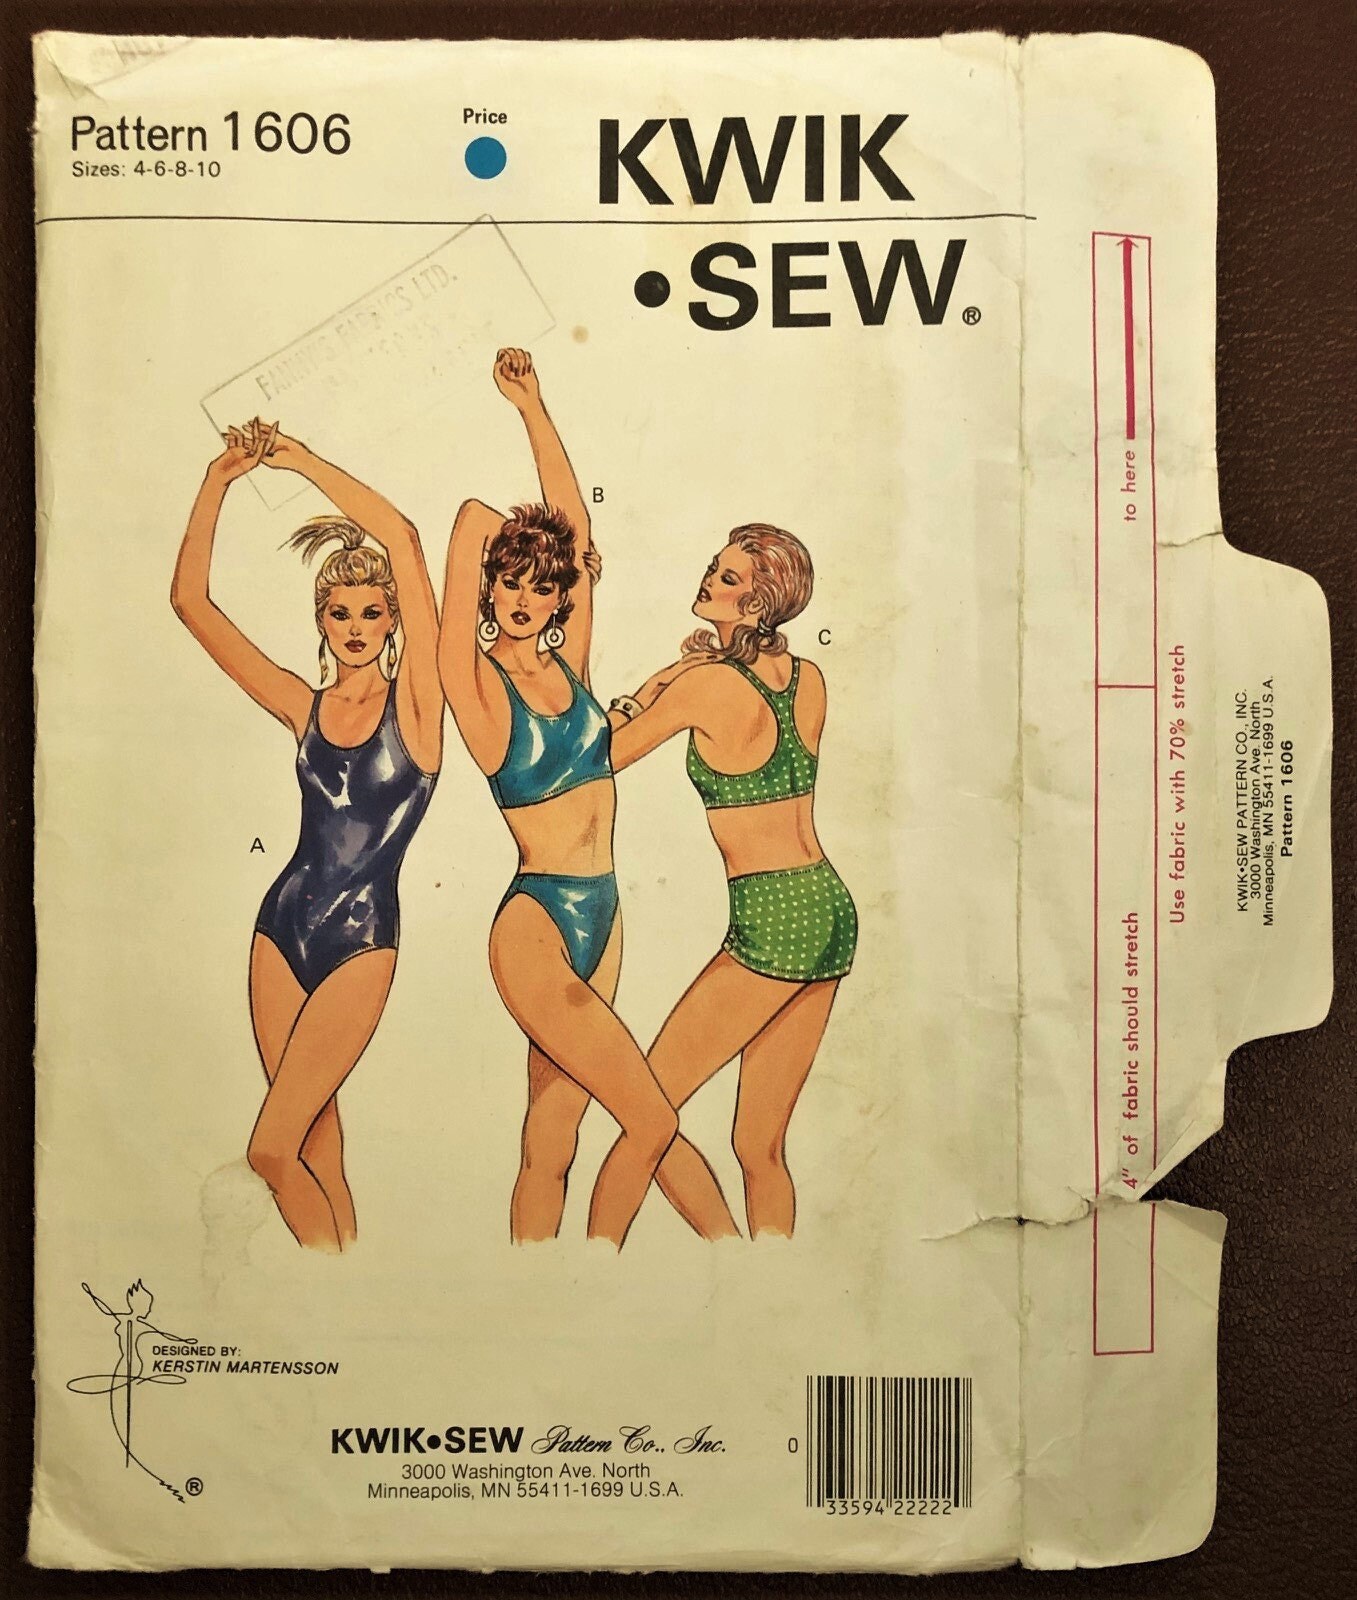 Pattern 1606
Sizes: 4-6-8-10
Price
KWIK
•SEW®
FANNY'S FABRICS LTD.
A
B
C
DESIGNED BY:
KERSTIN MARTENSSON
®
KWIK•SEW Pattern Co., Inc.
3000 Washington Ave. North
Minneapolis, MN 55411-1699 U.S.A.
0
33594 22222
4" of fabric should stretch
to here
Use fabric with 70% stretch
KWIK•SEW PATTERN CO., INC.
3000 Washington Ave. North
Minneapolis, MN 55411-1699 U.S.A.
Pattern 1606